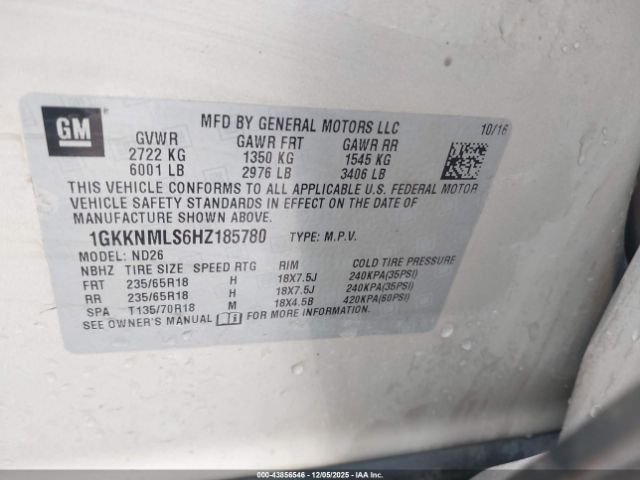 GM
MFD BY GENERAL MOTORS LLC 10/16
GVWR GAWR FRT GAWR RR
2722 KG 1350 KG 1545 KG
6001 LB 2976 LB 3406 LB
THIS VEHICLE CONFORMS TO ALL APPLICABLE U.S. FEDERAL MOTOR
VEHICLE SAFETY STANDARDS IN EFFECT ON THE DATE OF
MANUFACTURE SHOWN ABOVE.
1GKKNMLS6HZ185780 TYPE: M.P.V.
MODEL: ND26
NBHZ TIRE SIZE SPEED RTG RIM COLD TIRE PRESSURE
FRT 235/65R18 H 18X7.5J 240KPA(35PSI)
RR 235/65R18 H 18X7.5J 240KPA(35PSI)
SPA T135/70R18 M 18X4.5B 420KPA(60PSI)
SEE OWNER'S MANUAL FOR MORE INFORMATION.
000-43856546 - 12/05/2025 - IAA Inc.